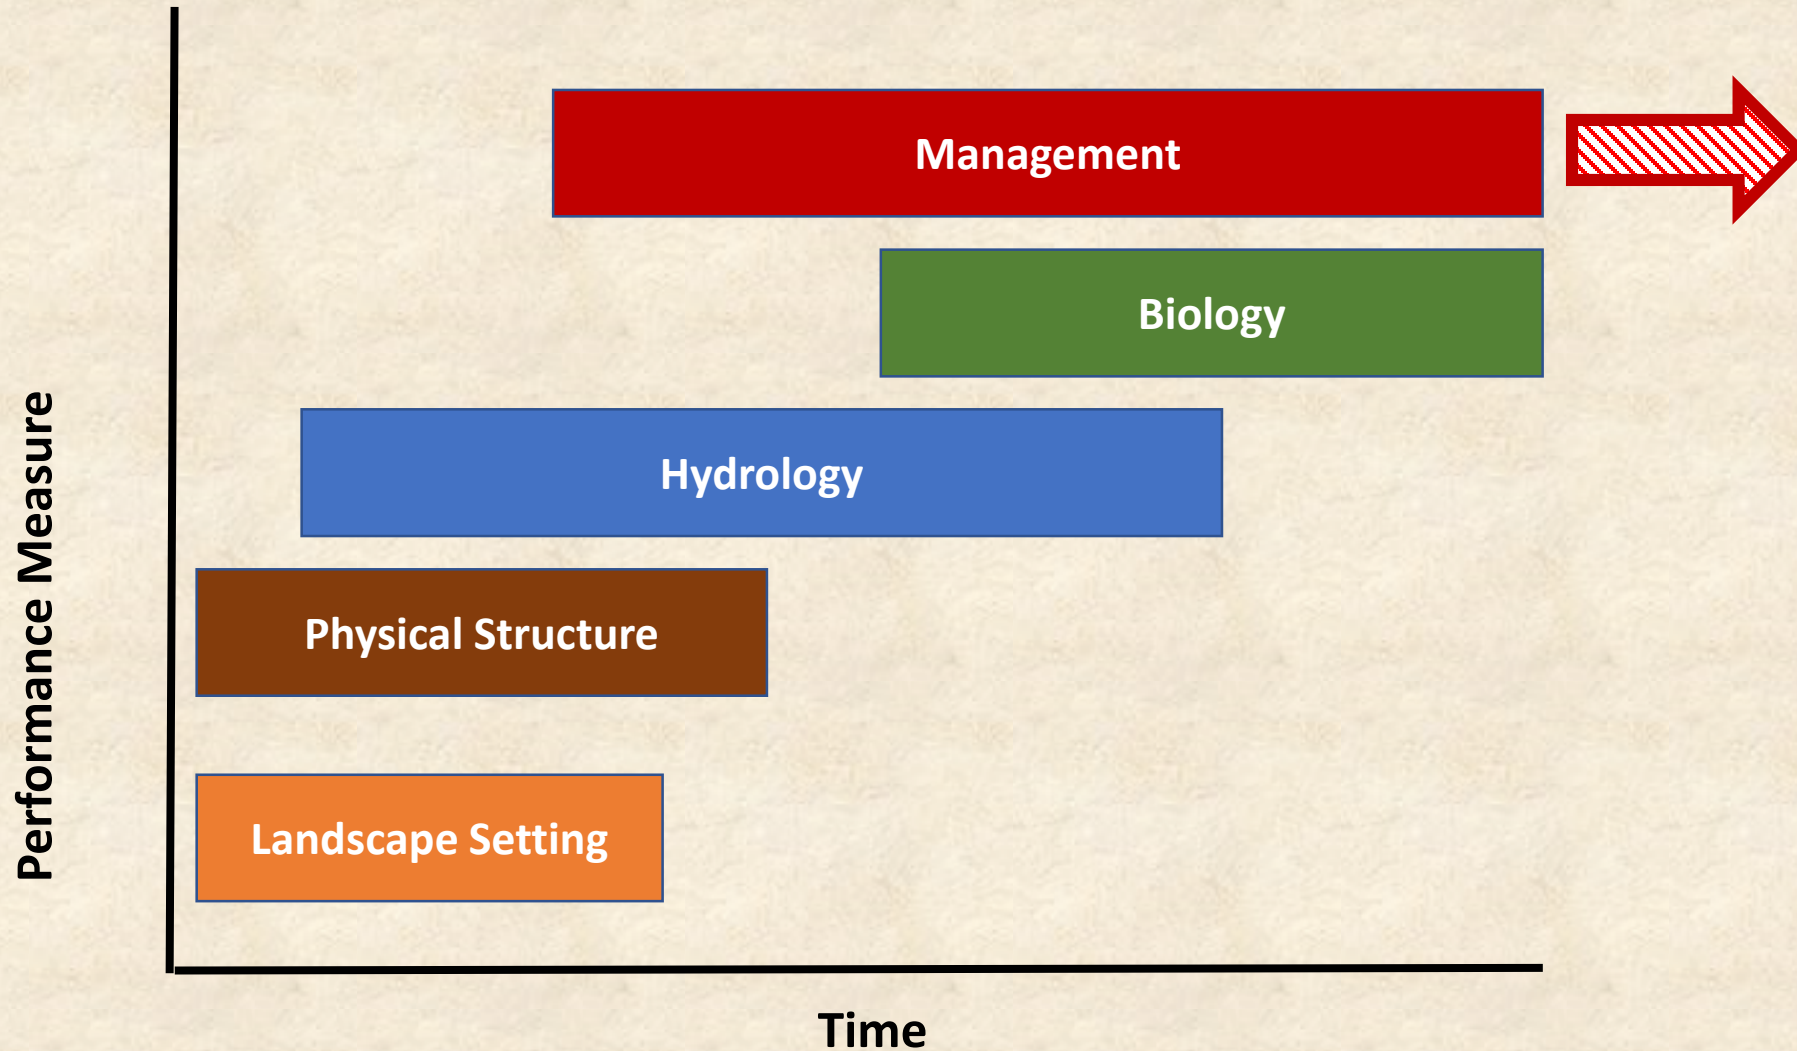 Management
Biology
Hydrology
Physical Structure
Landscape Setting
Performance Measure
Time